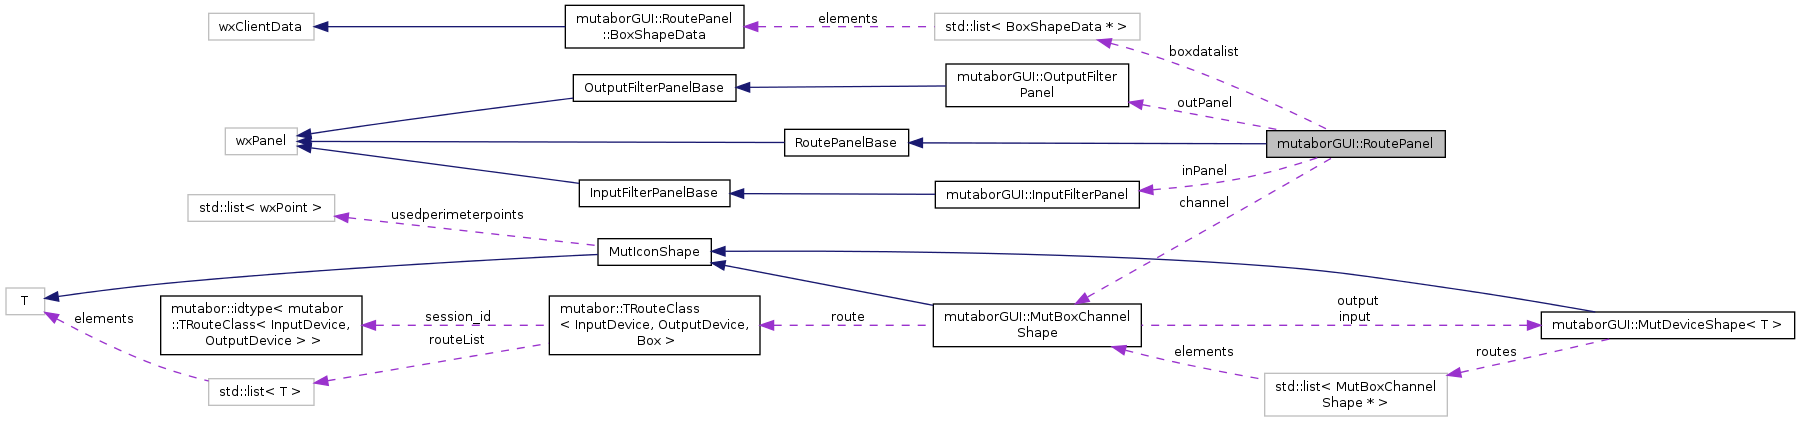 wxClientData
mutaborGUI::RoutePanel
::BoxShapeData
elements
std::list< BoxShapeData * >
boxdatalist
OutputFilterPanelBase
mutaborGUI::OutputFilter
Panel
outPanel
wxPanel
RoutePanelBase
mutaborGUI::RoutePanel
InputFilterPanelBase
mutaborGUI::InputFilterPanel
inPanel
channel
std::list< wxPoint >
usedperimeterpoints
MutIconShape
T
elements
mutabor::idtype< mutabor
::TRouteClass< InputDevice,
OutputDevice > >
session_id
routeList
mutabor::TRouteClass
< InputDevice, OutputDevice,
Box >
route
mutaborGUI::MutBoxChannel
Shape
output
input
mutaborGUI::MutDeviceShape< T >
std::list< T >
elements
routes
std::list< MutBoxChannel
Shape * >